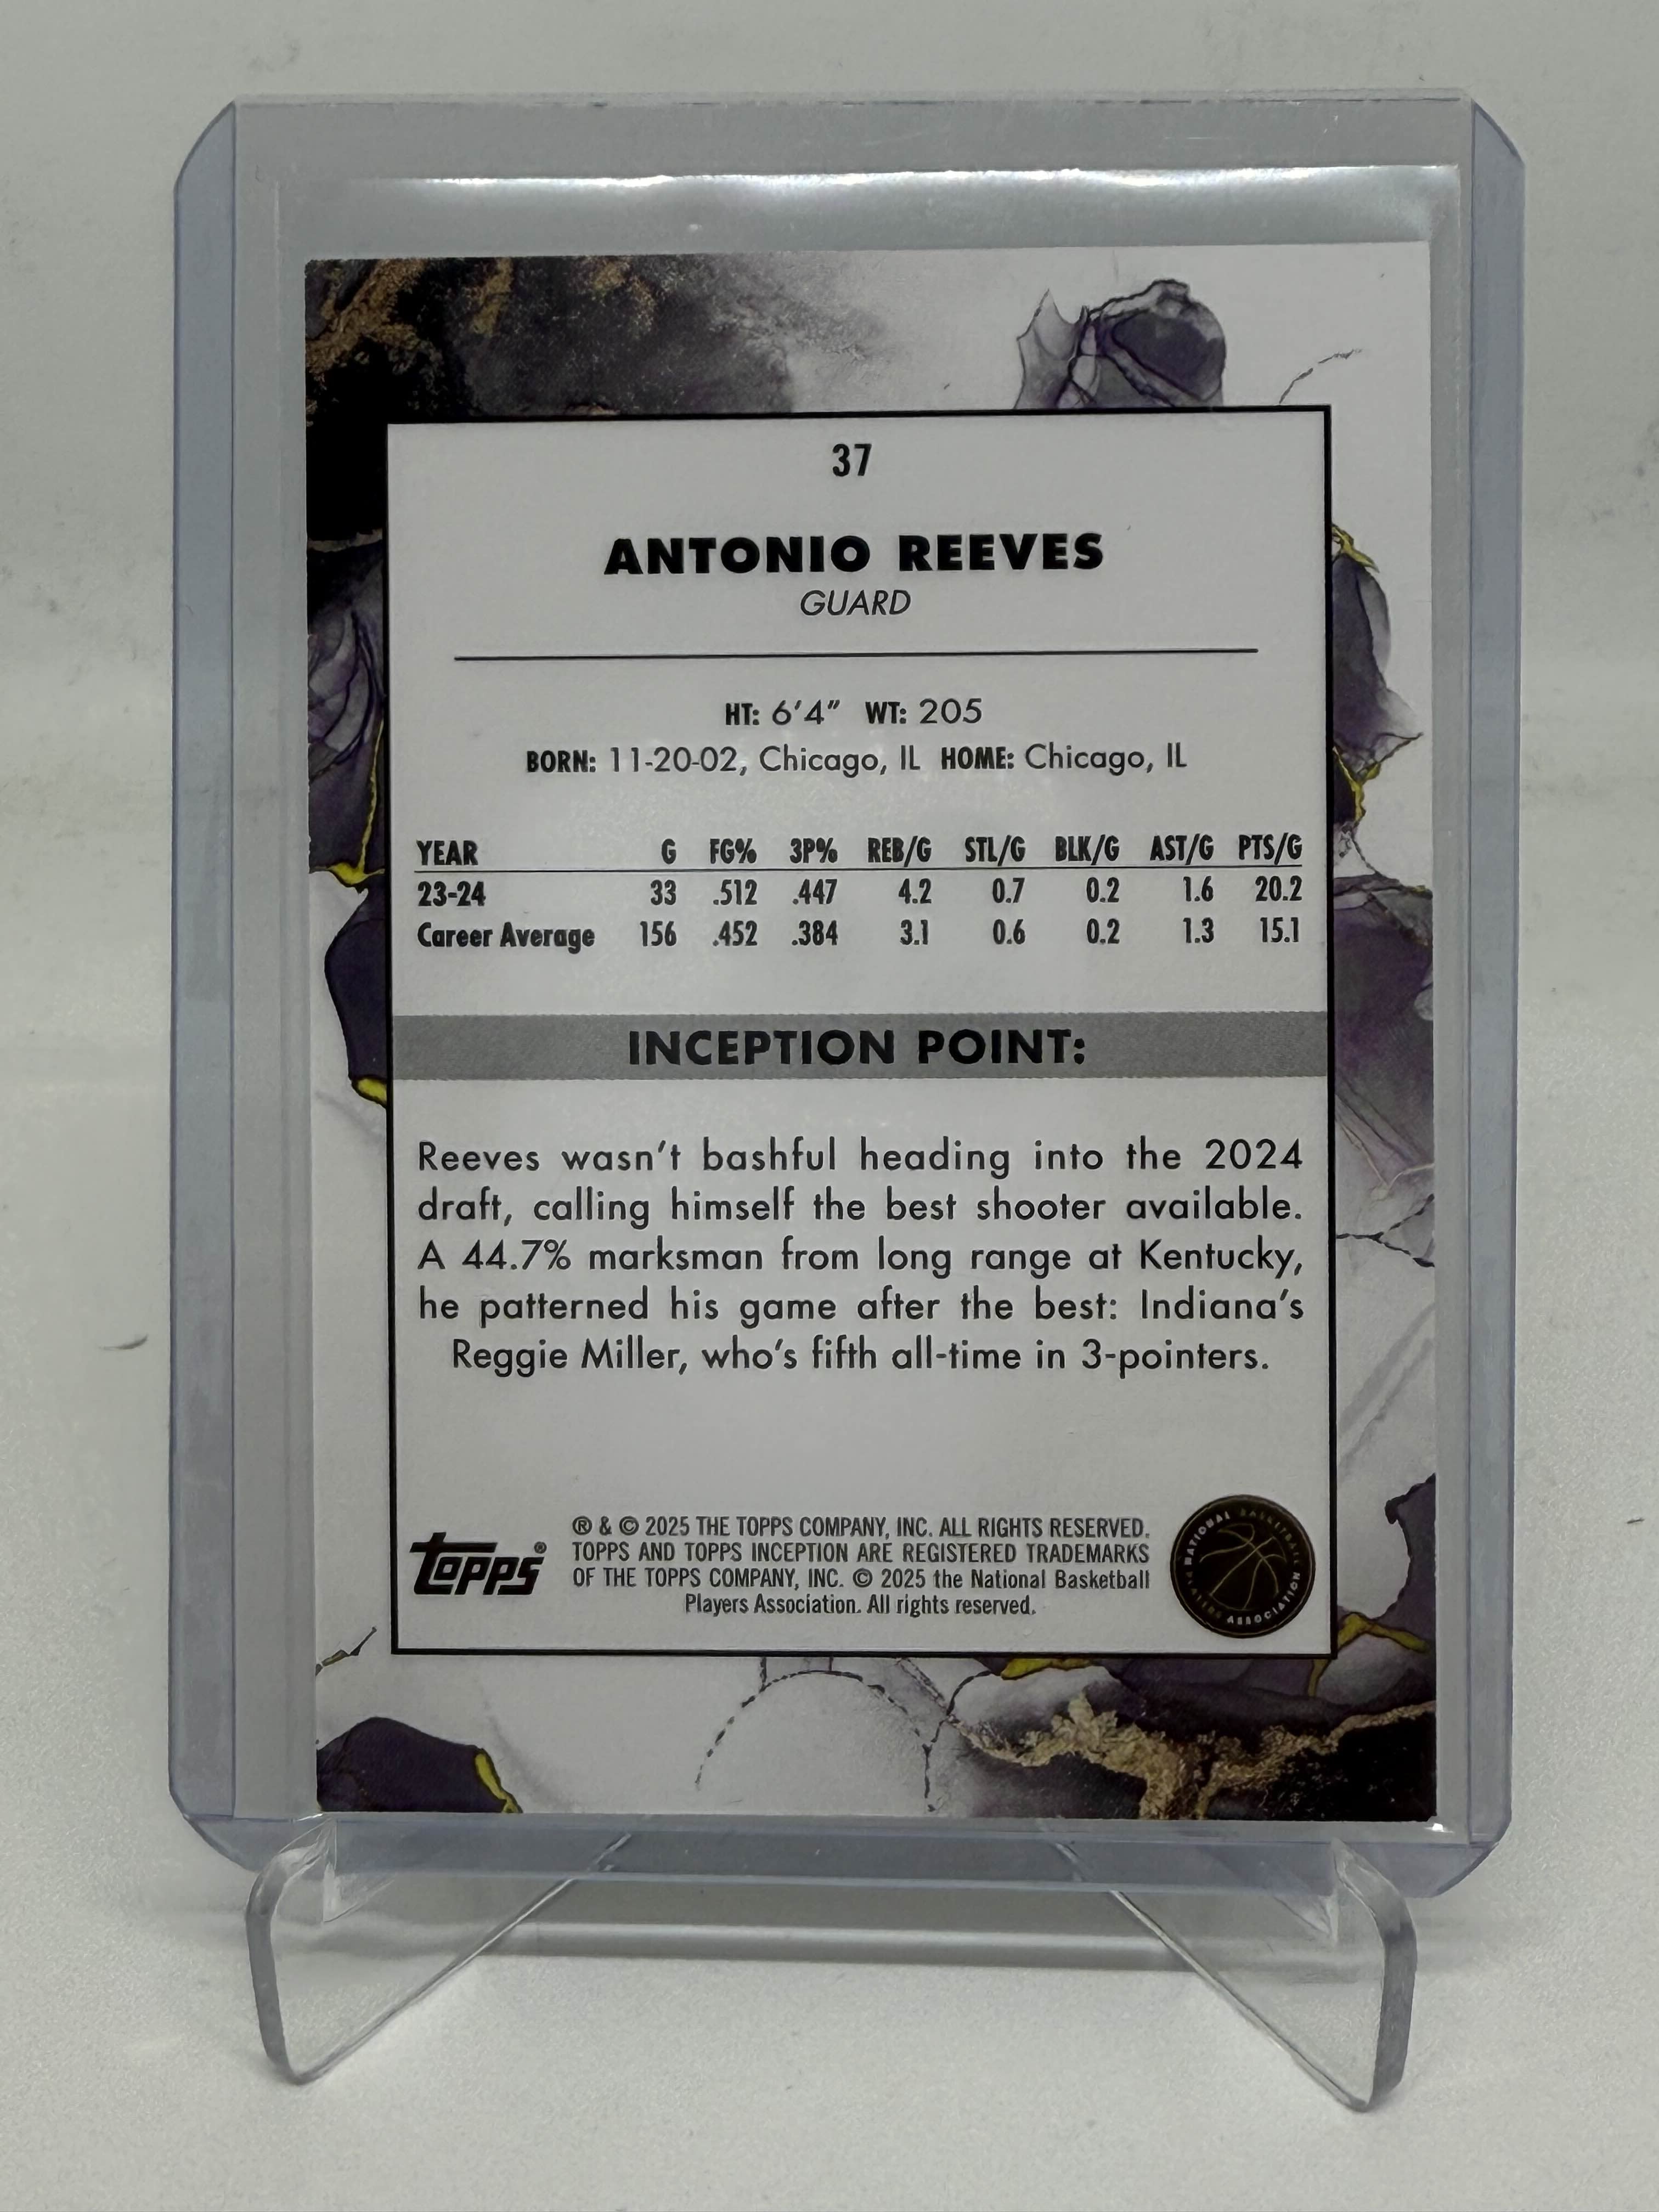 37
ANTONIO REEVES
GUARD
HT: 6'4" WT: 205
BORN: 11-20-02, Chicago, IL HOME: Chicago, IL
YEAR G FG% 3P% REB/G STL/G BLK/G AST/G PTS/G
23-24 33 .512 .447 4.2 0.7 0.2 1.6 20.2
Career Average 156 .452 .384 3.1 0.6 0.2 1.3 15.1
INCEPTION POINT:
Reeves wasn't bashful heading into the 2024
draft, calling himself the best shooter available.
A 44.7% marksman from long range at Kentucky,
he patterned his game after the best: Indiana's
Reggie Miller, who's fifth all-time in 3-pointers.
® & © 2025 THE TOPPS COMPANY, INC. ALL RIGHTS RESERVED.
TOPPS AND TOPPS INCEPTION ARE REGISTERED TRADEMARKS
OF THE TOPPS COMPANY, INC. © 2025 the National Basketball
Players Association. All rights reserved.
topps®
NATIONAL BASKETBALL PLAYERS ASSOCIATION